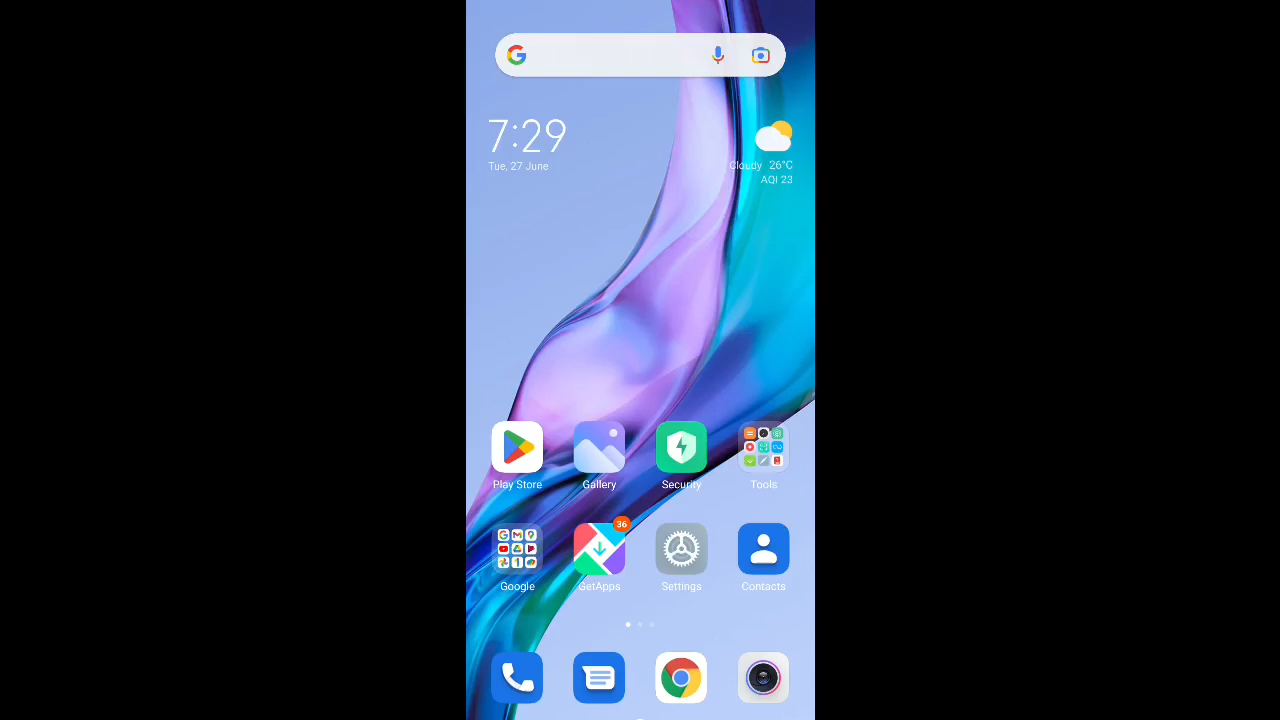 7:29
Tue, 27 June
Cloudy 26°C
AQI 23
Play Store
Gallery
Security
Tools
36
Google
GetApps
Settings
Contacts